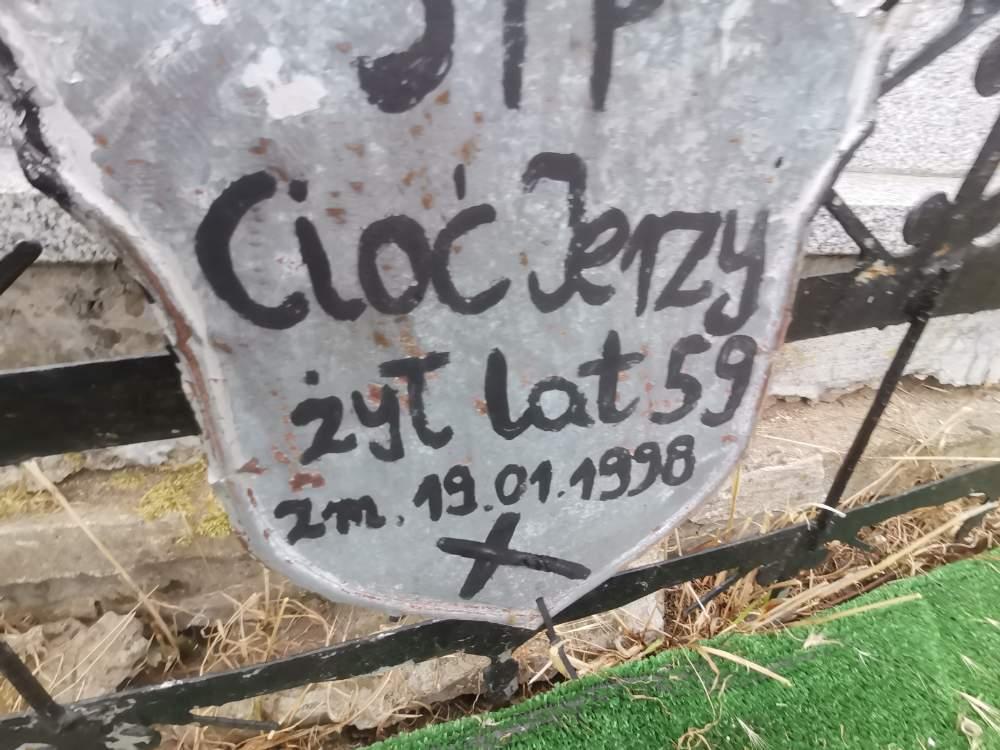 Ś†P
Cioć Jerzy
żył lat 59
zm. 19.01.1998